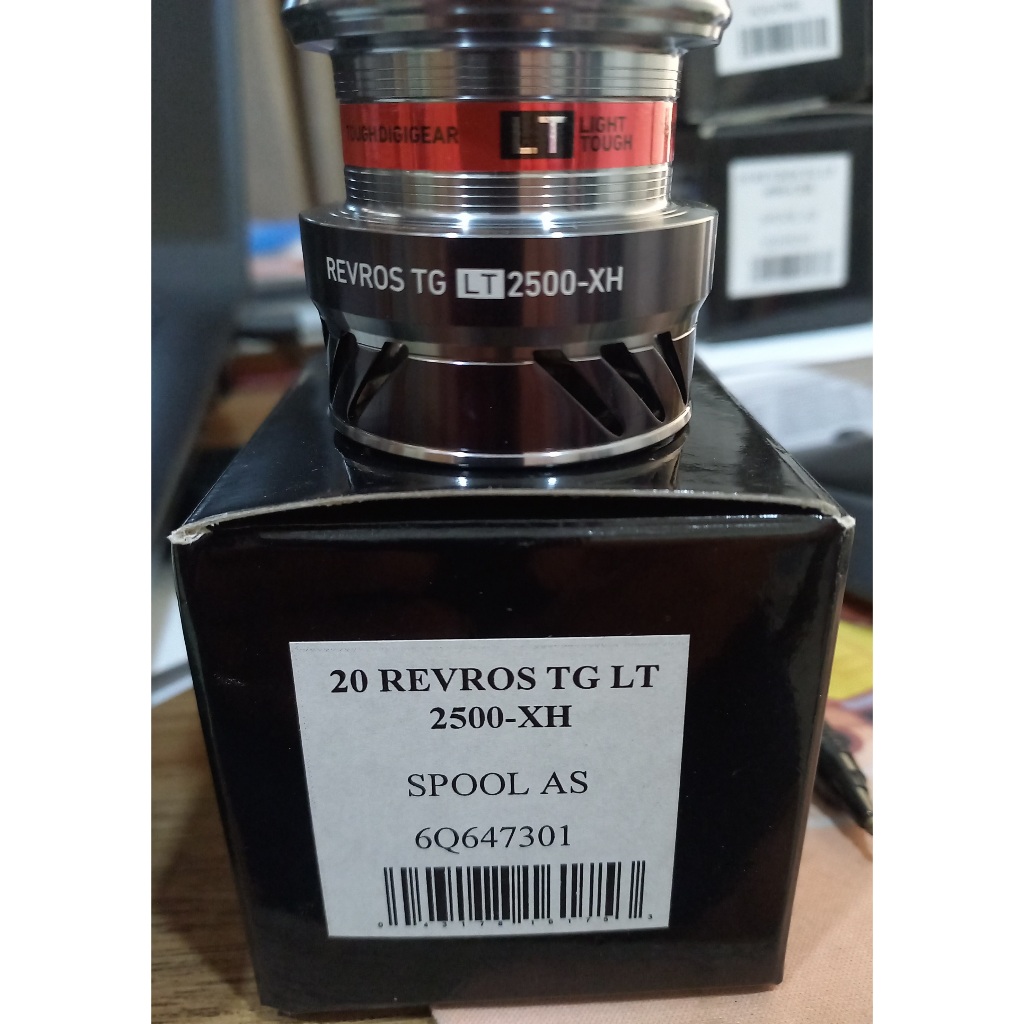 TOUGH DIGIGEAR
LT
LIGHT
TOUGH
REVROS TG LT 2500-XH
20 REVROS TG LT
2500-XH
SPOOL AS
6Q647301